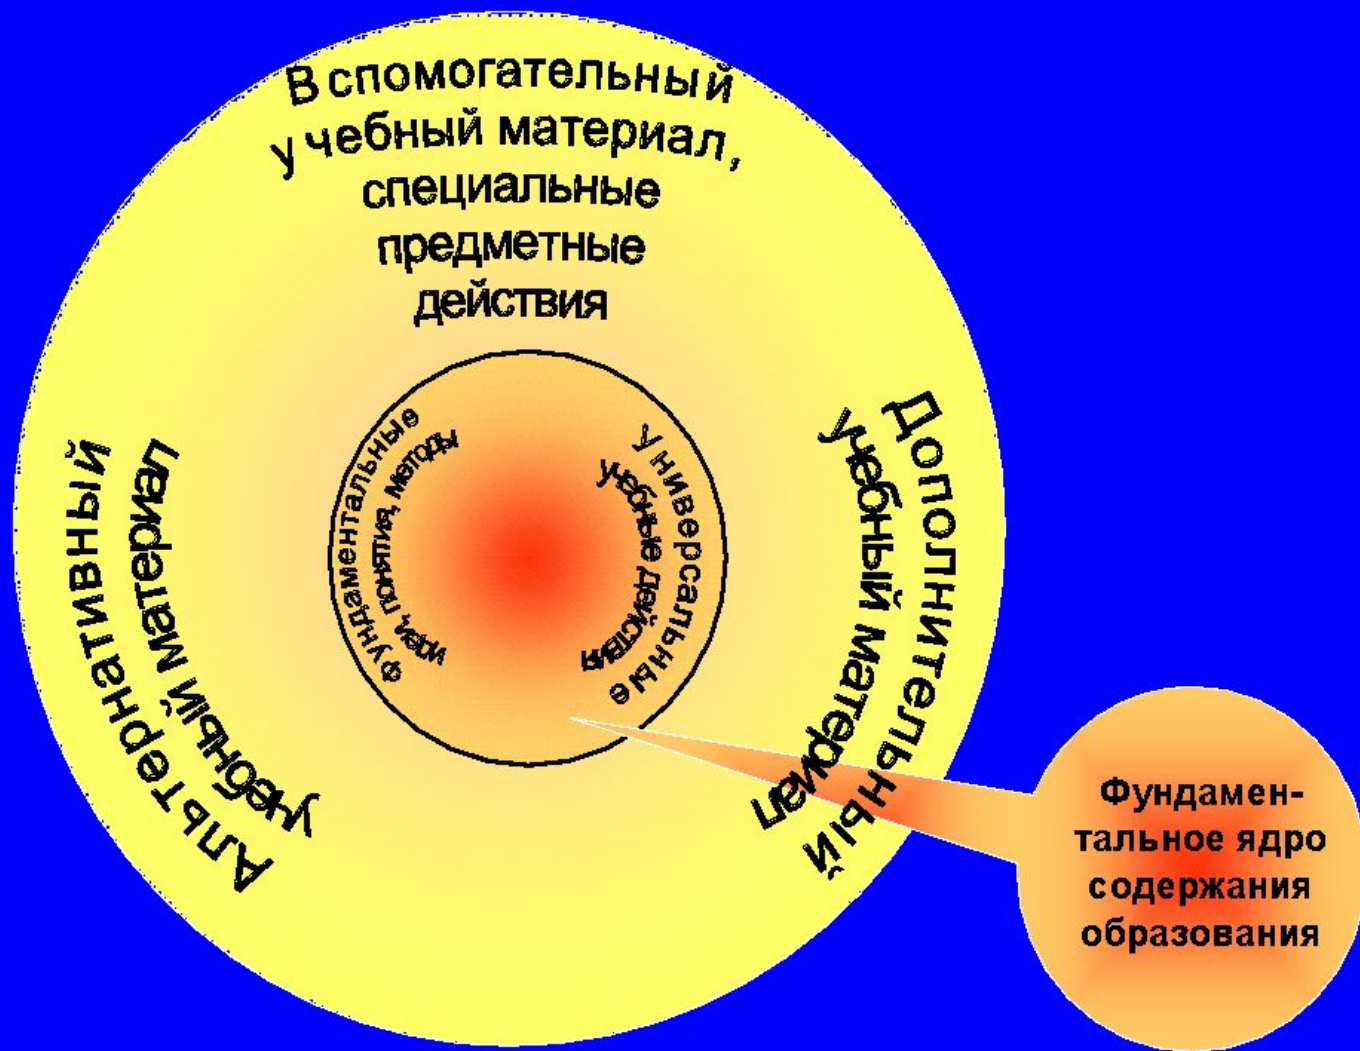 Вспомогательный
учебный материал,
специальные
предметные
действия
Альтернативный
учебный материал
Фундаментальные
идеи, понятия, методы
Универсальные
учебные действия
Дополнительный
учебный материал
Фундамен-
тальное ядро
содержания
образования